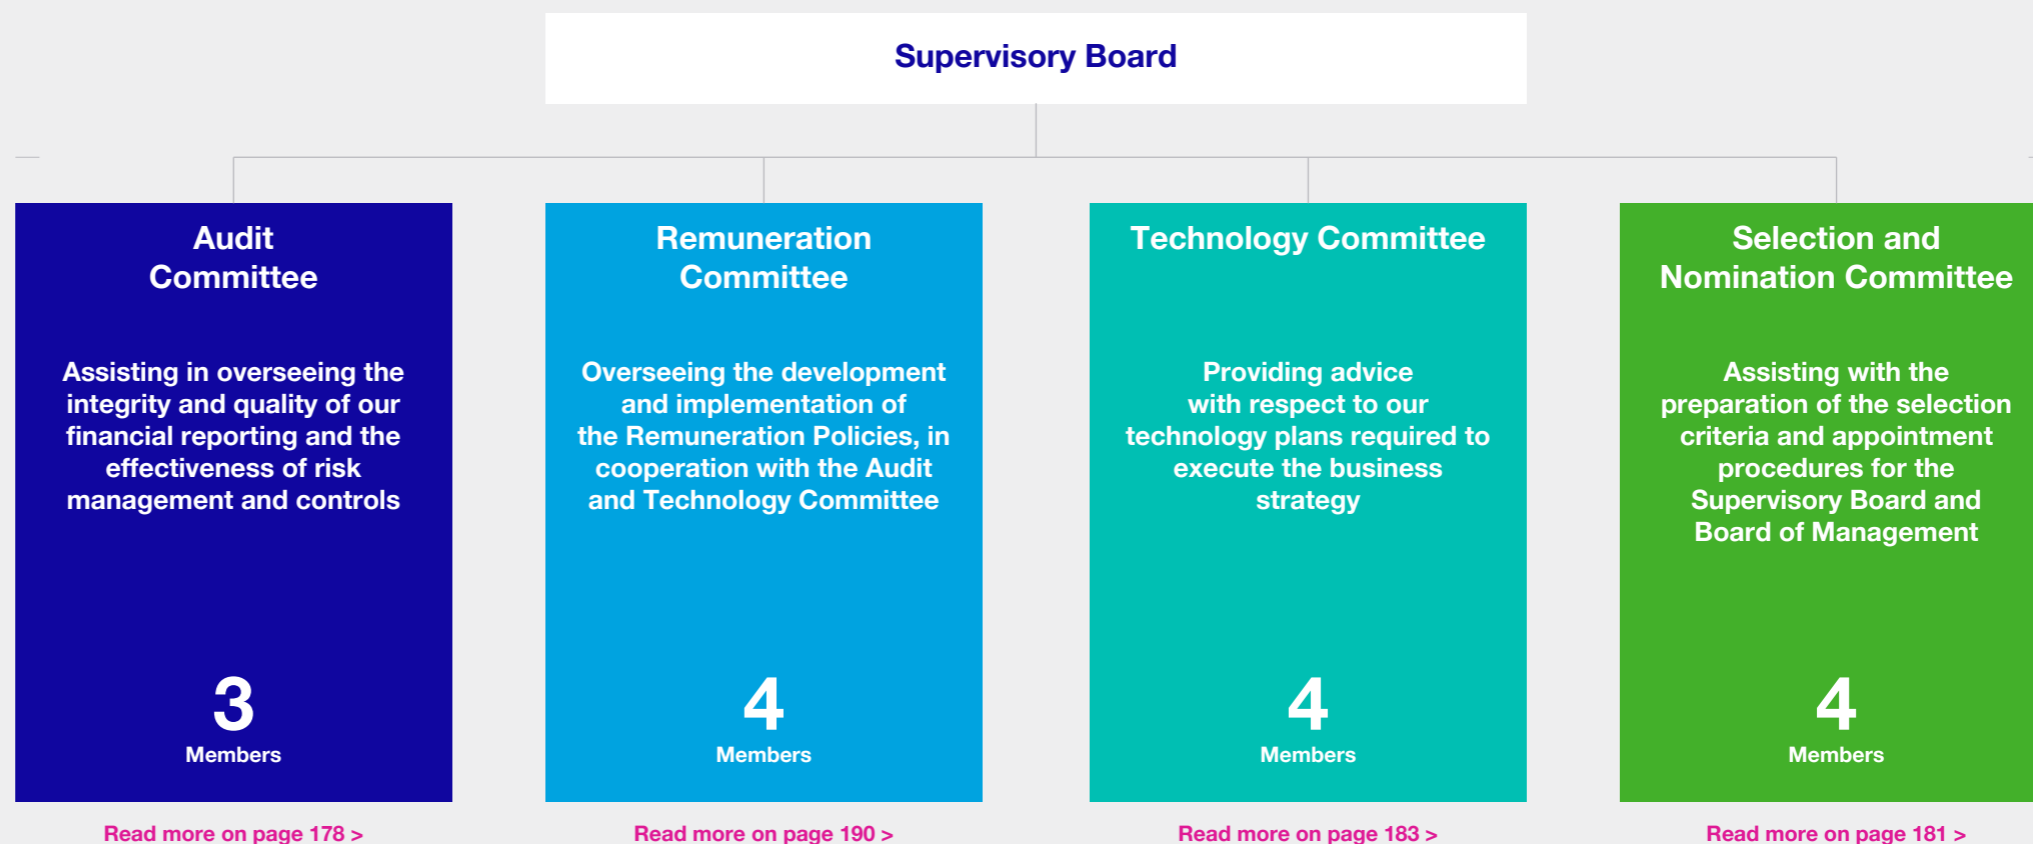 Supervisory Board
Audit
Committee
Assisting in overseeing the
integrity and quality of our
financial reporting and the
effectiveness of risk
management and controls
3
Members
Read more on page 178 >
Remuneration
Committee
Overseeing the development
and implementation of
the Remuneration Policies, in
cooperation with the Audit
and Technology Committee
4
Members
Read more on page 190 >
Technology Committee
Providing advice
with respect to our
technology plans required to
execute the business
strategy
4
Members
Read more on page 183 >
Selection and
Nomination Committee
Assisting with the
preparation of the selection
criteria and appointment
procedures for the
Supervisory Board and
Board of Management
4
Members
Read more on page 181 >